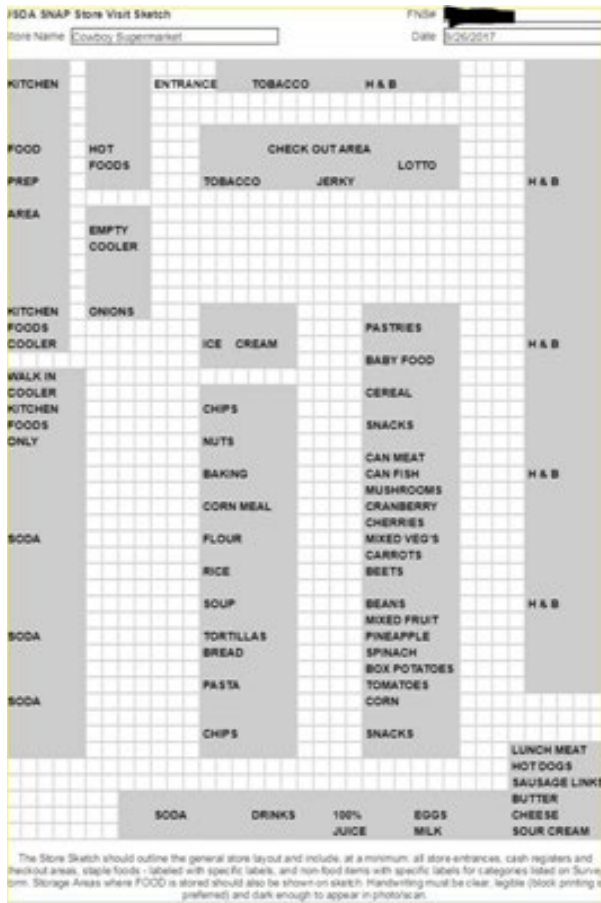 USDA SNAP Store Visit Sketch FNS#
Store Name Cowboy Supermarket Date 9/26/2017
KITCHEN ENTRANCE TOBACCO H & B
FOOD HOT CHECK OUT AREA
FOODS LOTTO
PREP TOBACCO JERKY H & B
AREA
EMPTY
COOLER
KITCHEN ONIONS
FOODS PASTRIES
COOLER ICE CREAM H & B
BABY FOOD
WALK IN
COOLER CEREAL
KITCHEN CHIPS
FOODS SNACKS
ONLY NUTS
CAN MEAT
BAKING CAN FISH H & B
MUSHROOMS
CORN MEAL CRANBERRY
CHERRIES
SODA FLOUR MIXED VEG'S
CARROTS
RICE BEETS
SOUP BEANS H & B
MIXED FRUIT
SODA TORTILLAS PINEAPPLE
BREAD SPINACH
BOX POTATOES
PASTA TOMATOES
SODA CORN
CHIPS SNACKS
LUNCH MEAT
HOT DOGS
SAUSAGE LINKS
BUTTER
SODA DRINKS 100% EGGS CHEESE
JUICE MILK SOUR CREAM
The Store Sketch should outline the general store layout and include, at a minimum: all store entrances, cash registers and
checkout areas, staple foods - labeled with specific labels, and non-food items with specific labels for categories listed on Survey
form. Storage Areas where FOOD is stored should also be shown on sketch. Handwriting must be clear, legible (block printing is
preferred) and dark enough to appear in photo/scan.